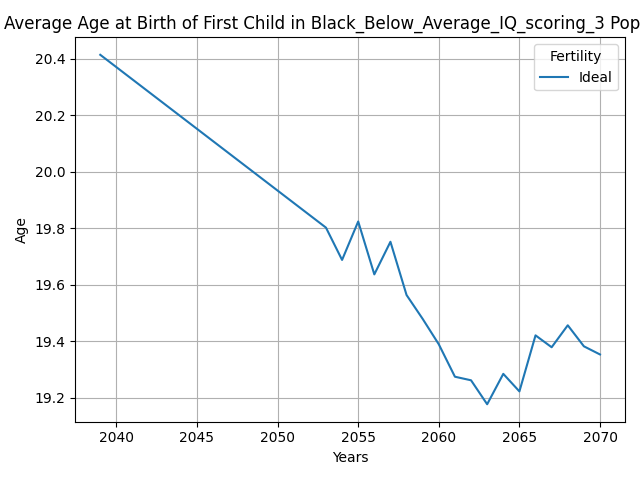 Average Age at Birth of First Child in Black_Below_Average_IQ_scoring_3 Pop
Fertility
Ideal
20.4
20.2
20.0
19.8
19.6
19.4
19.2
Age
2040 2045 2050 2055 2060 2065 2070
Years